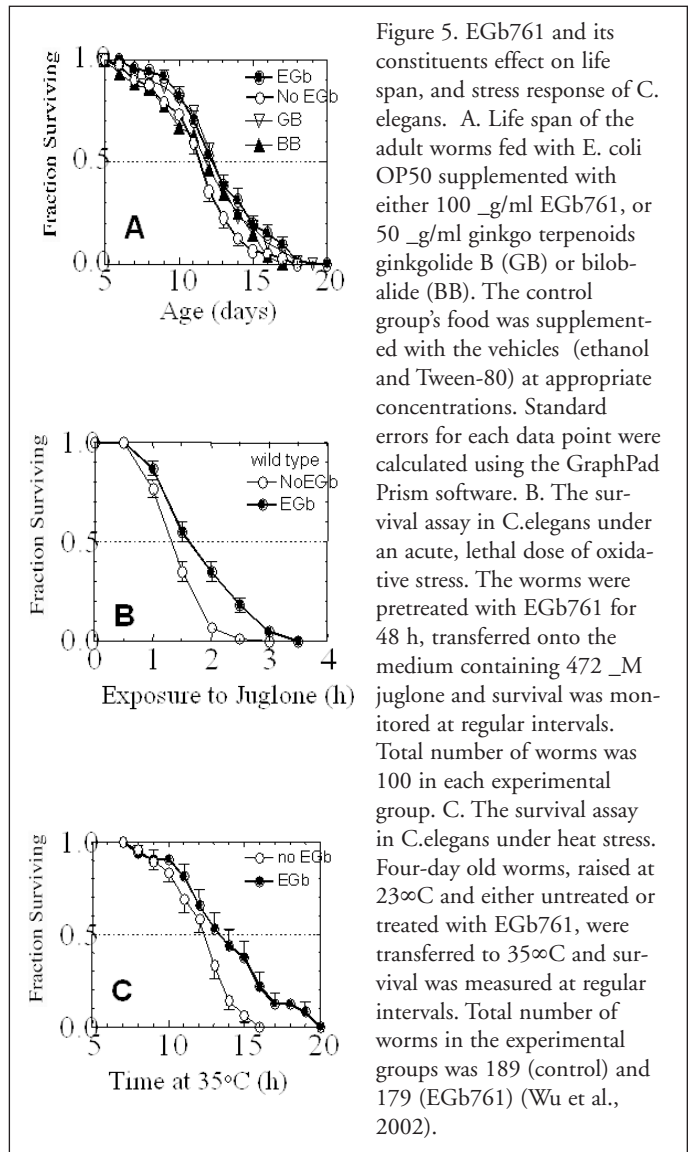 1.0
0.5
0.0
Fraction Surviving
EGb
No EGb
GB
BB
A
5 10 15 20
Age (days)
1.0
0.5
0.0
Fraction Surviving
wild type
NoEGb
EGb
B
0 1 2 3 4
Exposure to Juglone (h)
1.0
0.5
0.0
Fraction Surviving
no EGb
EGb
C
5 10 15 20
Time at 35°C (h)
Figure 5. EGb761 and its
constituents effect on life
span, and stress response of C.
elegans. A. Life span of the
adult worms fed with E. coli
OP50 supplemented with
either 100 _g/ml EGb761, or
50 _g/ml ginkgo terpenoids
ginkgolide B (GB) or bilob-
alide (BB). The control
group's food was supplement-
ed with the vehicles (ethanol
and Tween-80) at appropriate
concentrations. Standard
errors for each data point were
calculated using the GraphPad
Prism software. B. The sur-
vival assay in C.elegans under
an acute, lethal dose of oxida-
tive stress. The worms were
pretreated with EGb761 for
48 h, transferred onto the
medium containing 472 _M
juglone and survival was mon-
itored at regular intervals.
Total number of worms was
100 in each experimental
group. C. The survival assay
in C.elegans under heat stress.
Four-day old worms, raised at
23∞C and either untreated or
treated with EGb761, were
transferred to 35∞C and sur-
vival was measured at regular
intervals. Total number of
worms in the experimental
groups was 189 (control) and
179 (EGb761) (Wu et al.,
2002).